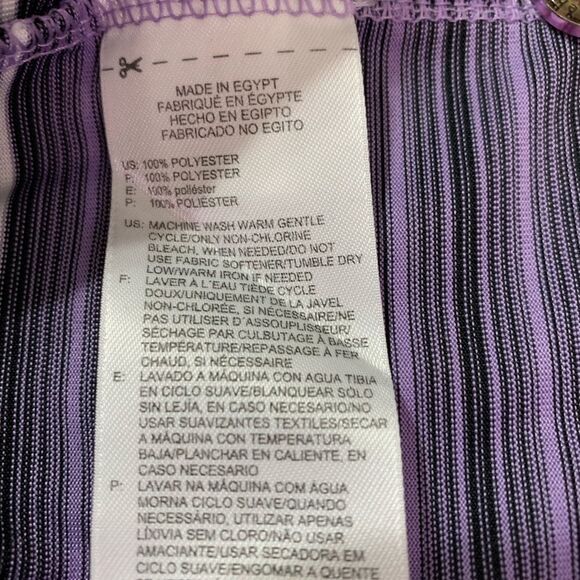 MADE IN EGYPT
FABRIQUÉ EN ÉGYPTE
HECHO EN EGIPTO
FABRICADO NO EGITO
US: 100% POLYESTER
F: 100% POLYESTER
E: 100% poliéster
P: 100% POLIÉSTER
US: MACHINE WASH WARM GENTLE
CYCLE/ONLY NON-CHLORINE
BLEACH, WHEN NEEDED/DO NOT
USE FABRIC SOFTENER/TUMBLE DRY
LOW/WARM IRON IF NEEDED
F: LAVER À L'EAU TIÈDE CYCLE
DOUX/UNIQUEMENT DE LA JAVEL
NON-CHLORÉE, SI NÉCESSAIRE/NE
PAS UTILISER D'ASSOUPLISSEUR/
SÉCHAGE PAR CULBUTAGE À BASSE
TEMPÉRATURE/REPASSAGE À FER
CHAUD, SI NÉCESSAIRE
E: LAVADO A MÁQUINA CON AGUA TIBIA
EN CICLO SUAVE/BLANQUEAR SÓLO
SIN LEJÍA, EN CASO NECESARIO/NO
USAR SUAVIZANTES TEXTILES/SECAR
A MÁQUINA CON TEMPERATURA
BAJA/PLANCHAR EN CALIENTE, EN
CASO NECESARIO
P: LAVAR NA MÁQUINA COM ÁGUA
MORNA CICLO SUAVE/QUANDO
NECESSÁRIO, UTILIZAR APENAS
LIXIVIA SEM CLORO/NÃO USAR
AMACIANTE/USAR SECADORA EM
CICLO SUAVE/ENGOMAR A QUENTE